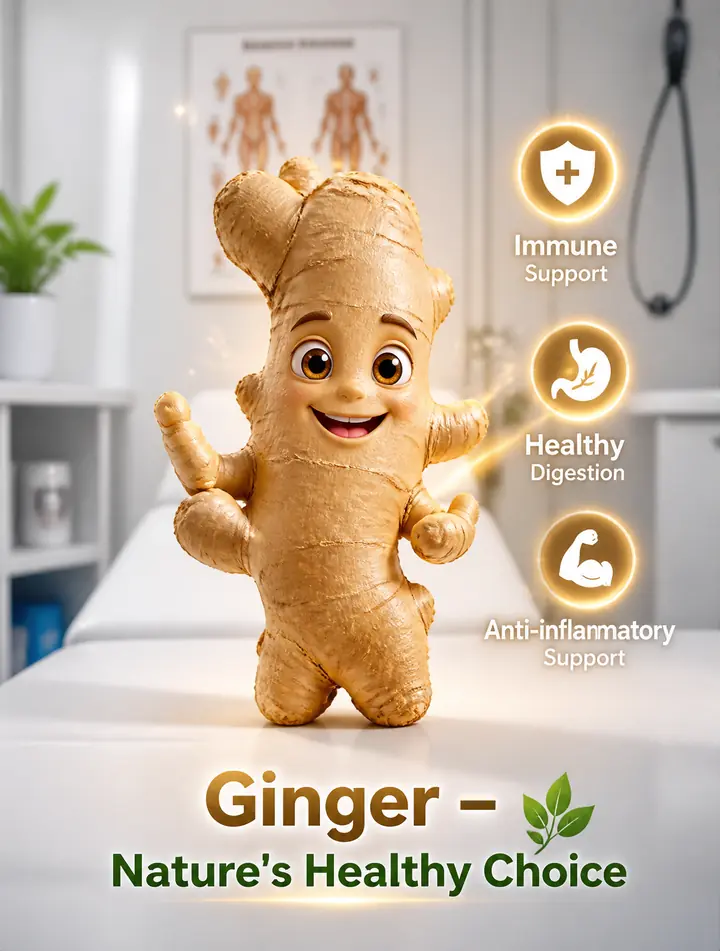 Immune
Support
Healthy
Digestion
Anti-inflammatory
Support
Ginger –
Nature's Healthy Choice